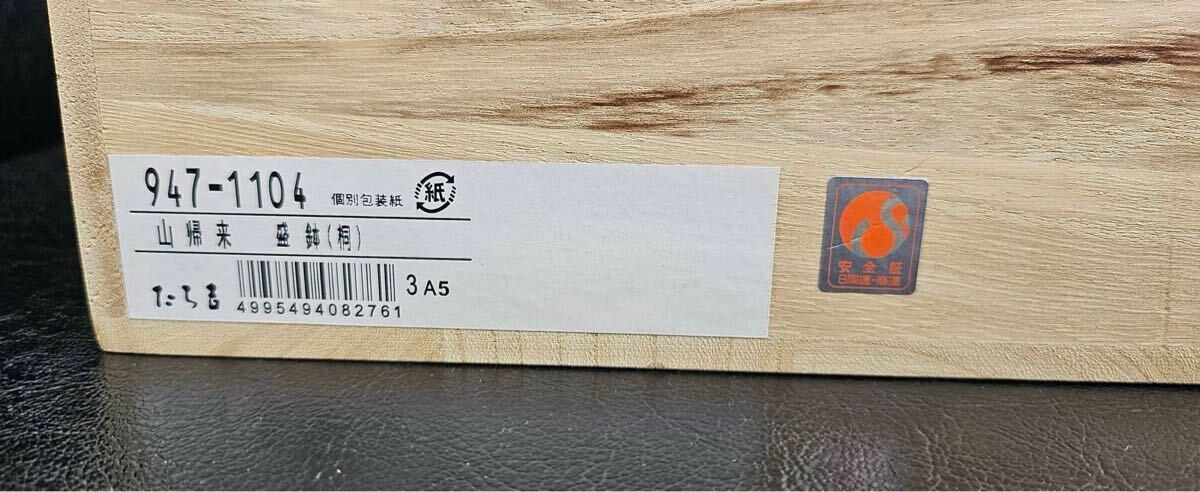 947-1104 個別包装紙 紙
山帰来 盛鉢(桐)
たち吉 3A5
4995494082761
安全証
日陶連・商連